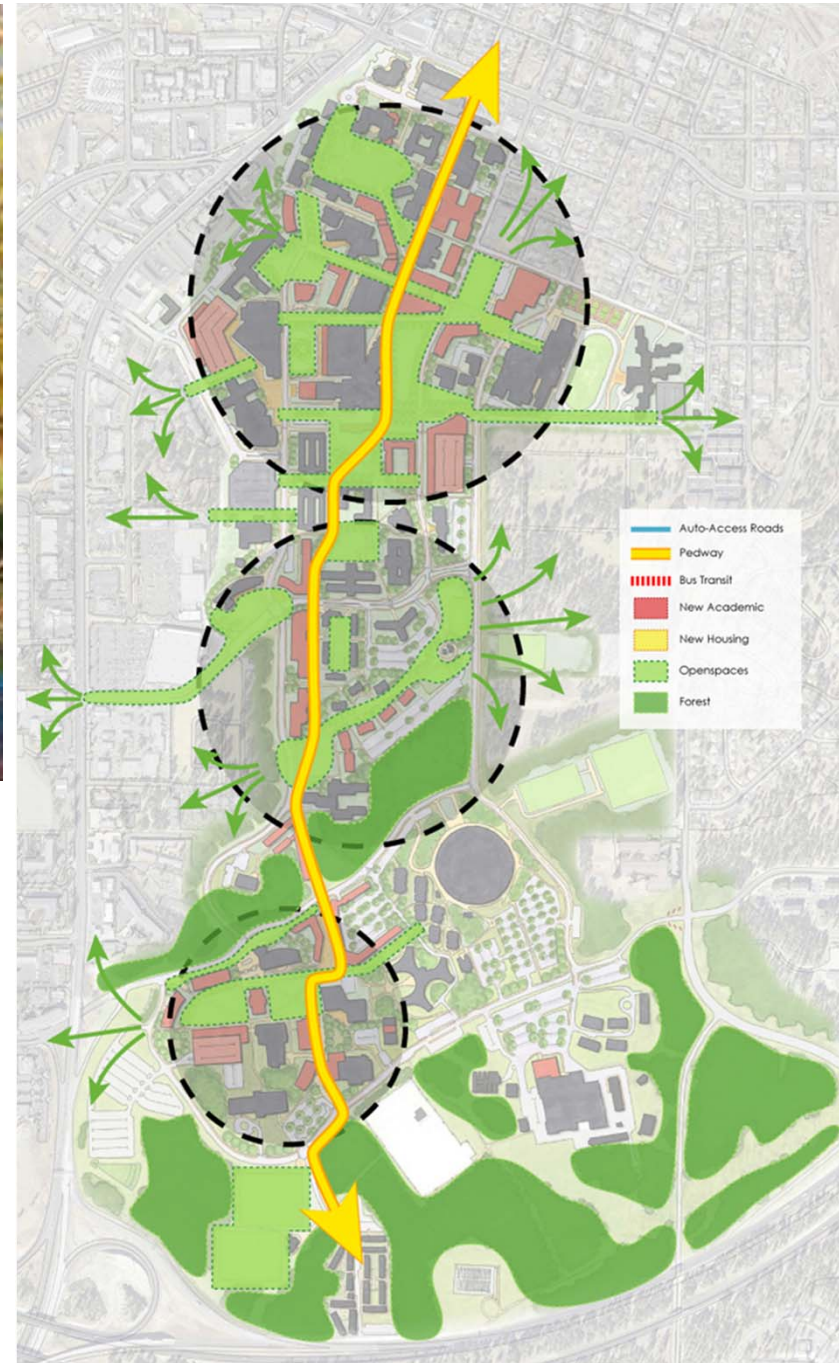 Auto-Access Roads
Pedway
Bus Transit
New Academic
New Housing
Openspaces
Forest